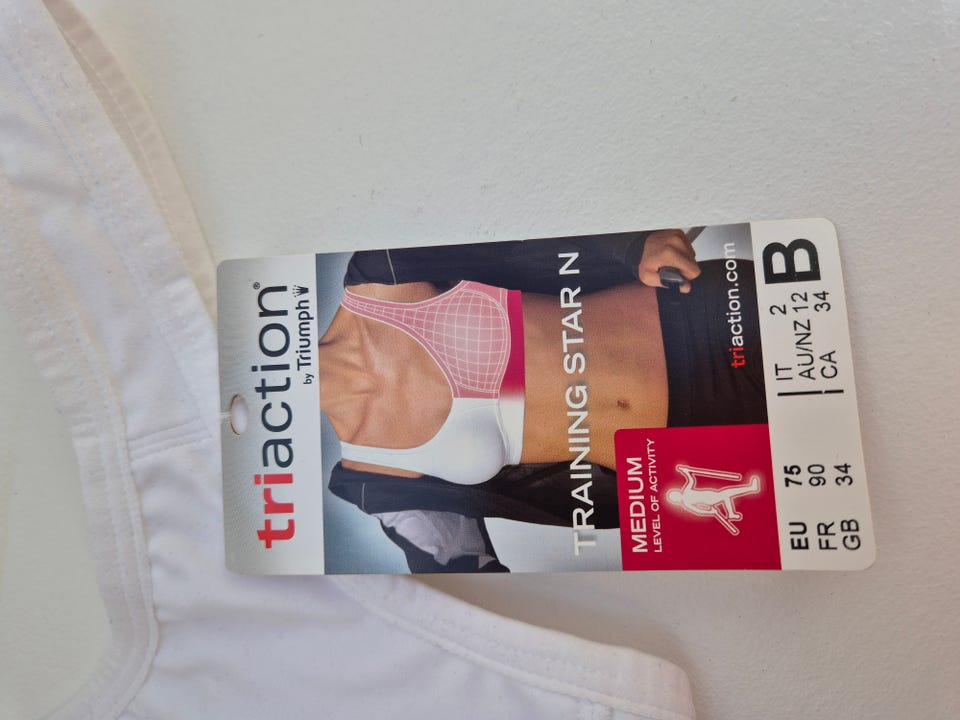 triaction®
by Triumph
TRAINING STAR N
MEDIUM
LEVEL OF ACTIVITY
triaction.com
EU 75 | IT 2
FR 90 | AU/NZ 12
GB 34 | CA 34
B